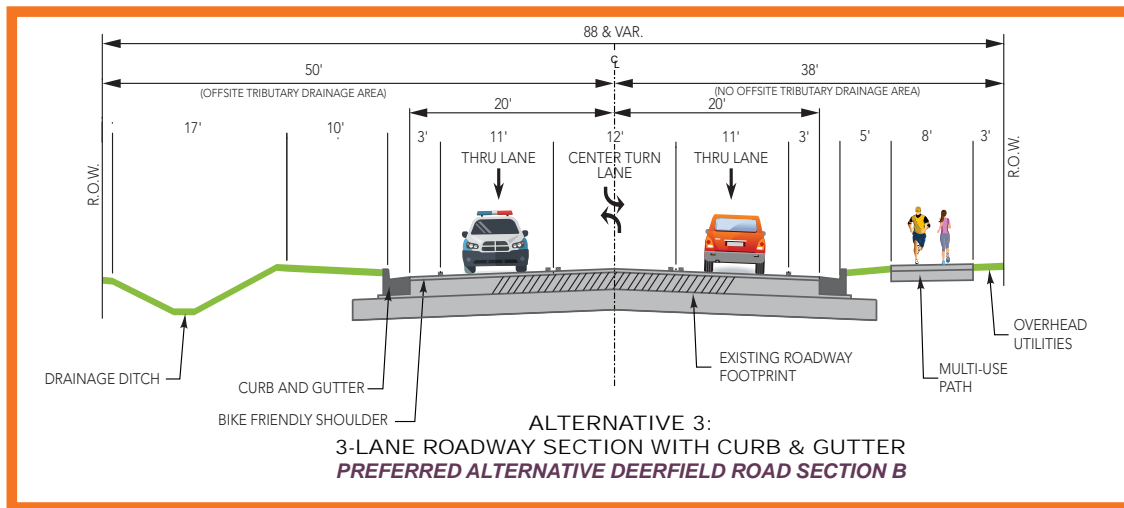 88 & VAR.
℄
50'
38'
(OFFSITE TRIBUTARY DRAINAGE AREA)
(NO OFFSITE TRIBUTARY DRAINAGE AREA)
20'
20'
17'
10'
3'
11'
12'
11'
3'
5'
8'
3'
THRU LANE
CENTER TURN
LANE
THRU LANE
R.O.W.
R.O.W.
DRAINAGE DITCH
CURB AND GUTTER
BIKE FRIENDLY SHOULDER
EXISTING ROADWAY
FOOTPRINT
MULTI-USE
PATH
OVERHEAD
UTILITIES
ALTERNATIVE 3:
3-LANE ROADWAY SECTION WITH CURB & GUTTER
PREFERRED ALTERNATIVE DEERFIELD ROAD SECTION B